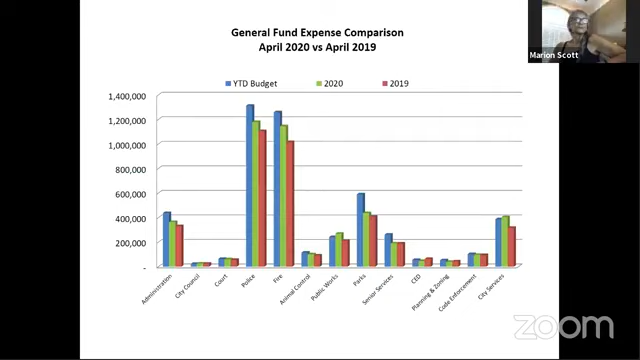 General Fund Expense Comparison
April 2020 vs April 2019
Marion Scott
YTD Budget 2020 2019
1,400,000
1,200,000
1,000,000
800,000
600,000
400,000
200,000
-
Administration
City Council
Court
Police
Fire
Animal Control
Public Works
Parks
Senior Services
CED
Planning & Zoning
Code Enforcement
City Services
zoom